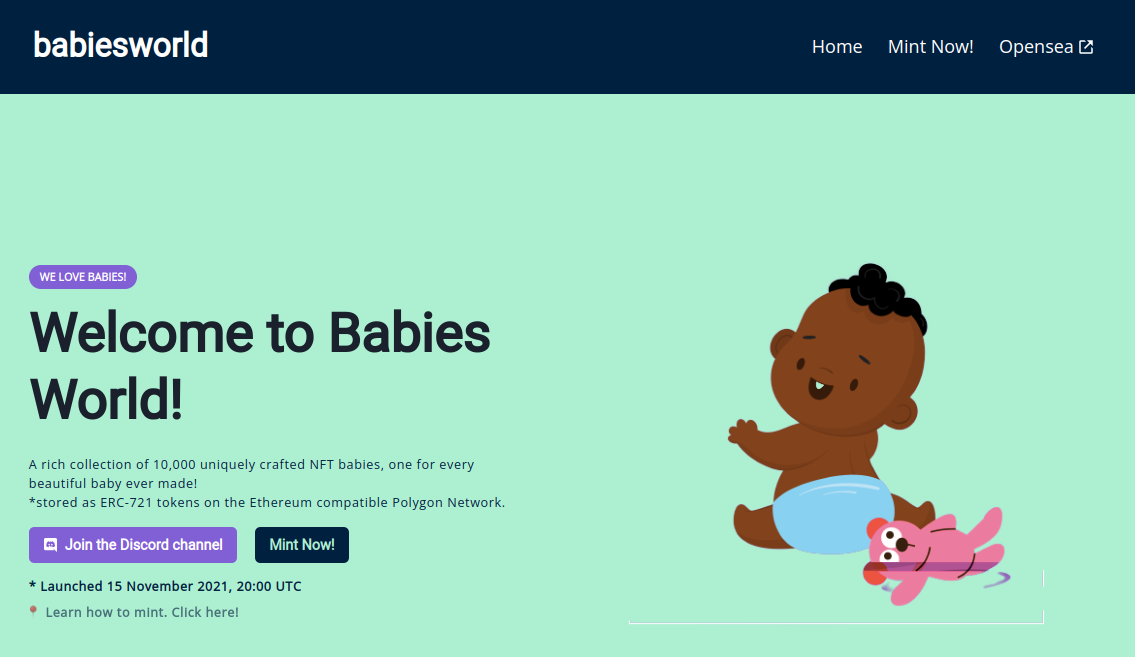 babiesworld
Home Mint Now! Opensea
WE LOVE BABIES!
Welcome to Babies
World!
A rich collection of 10,000 uniquely crafted NFT babies, one for every
beautiful baby ever made!
*stored as ERC-721 tokens on the Ethereum compatible Polygon Network.
Join the Discord channel Mint Now!
* Launched 15 November 2021, 20:00 UTC
Learn how to mint. Click here!